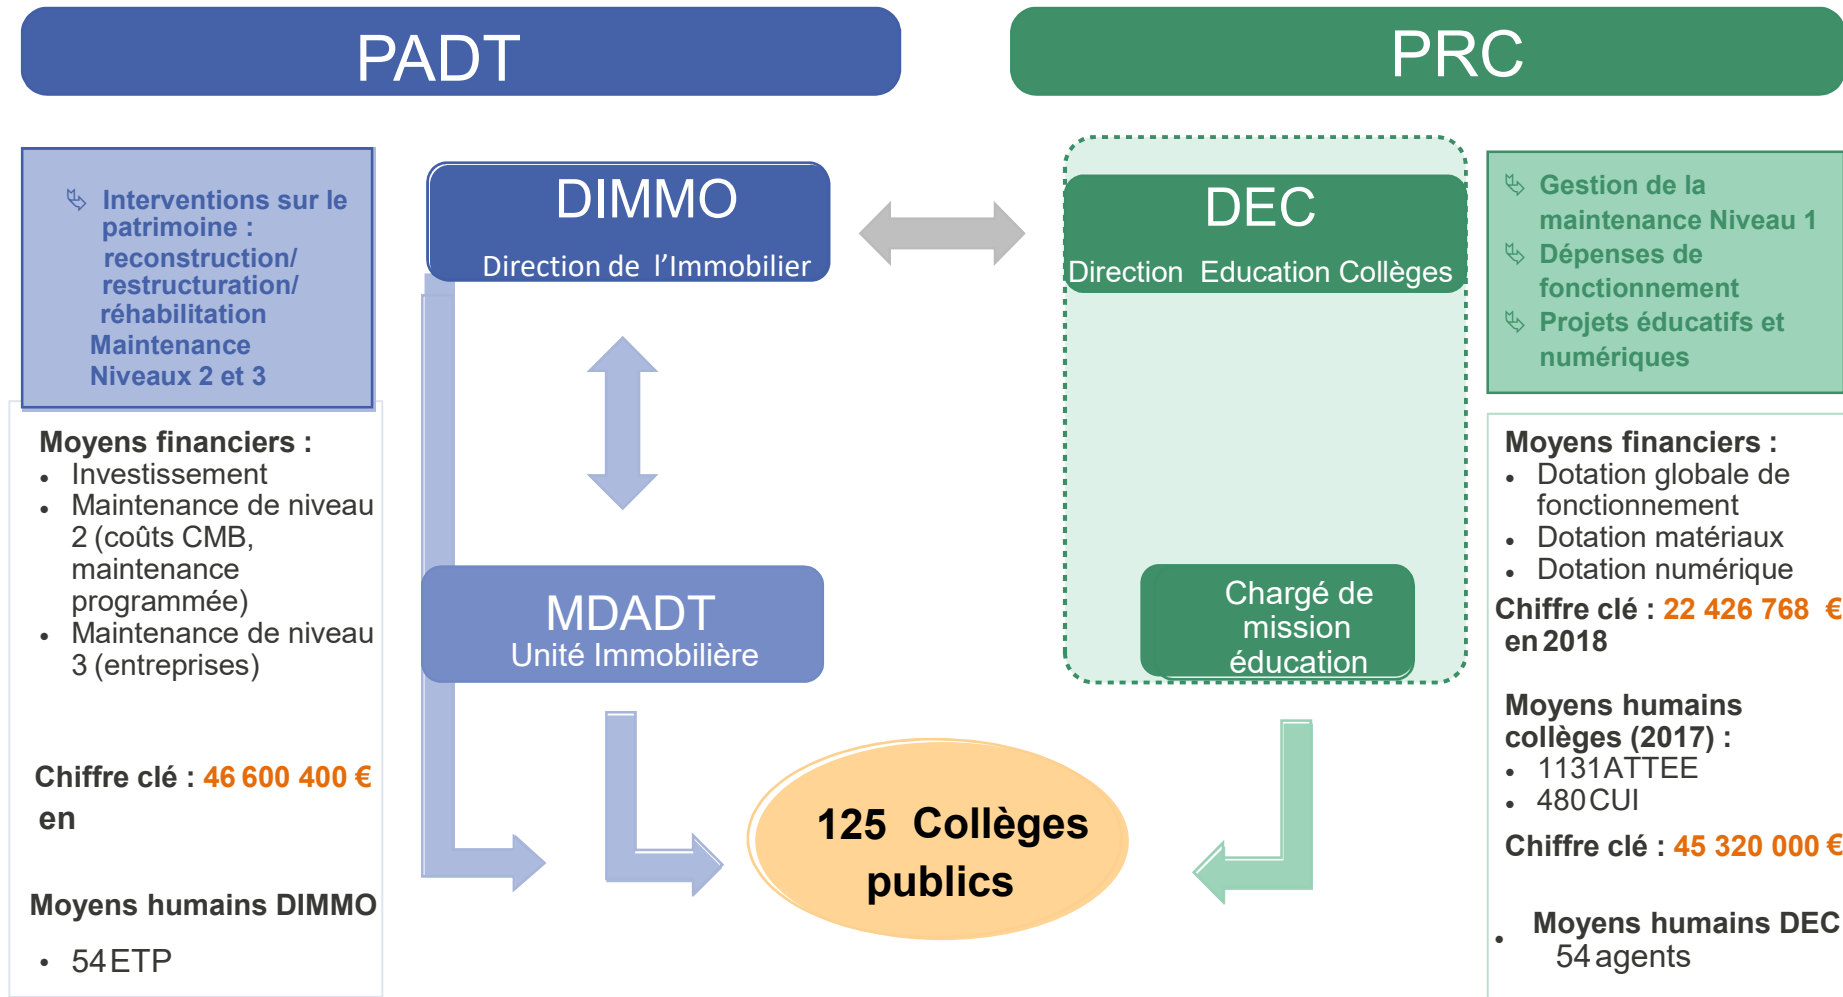 PADT
PRC
⮱ Interventions sur le
patrimoine :
reconstruction/
restructuration/
réhabilitation
Maintenance
Niveaux 2 et 3
Moyens financiers :
• Investissement
• Maintenance de niveau
2 (coûts CMB,
maintenance
programmée)
• Maintenance de niveau
3 (entreprises)
Chiffre clé : 46 600 400 €
en
Moyens humains DIMMO
• 54 ETP
DIMMO
Direction de l’Immobilier
MDADT
Unité Immobilière
125 Collèges
publics
DEC
Direction Education Collèges
Chargé de
mission
éducation
Gestion de la
maintenance Niveau 1
Dépenses de
fonctionnement
Projets éducatifs et
numériques
Moyens financiers :
• Dotation globale de
fonctionnement
• Dotation matériaux
• Dotation numérique
Chiffre clé : 22 426 768 €
en 2018
Moyens humains
collèges (2017) :
• 1131 ATTEE
• 480 CUI
Chiffre clé : 45 320 000 €
Moyens humains DEC
• 54 agents